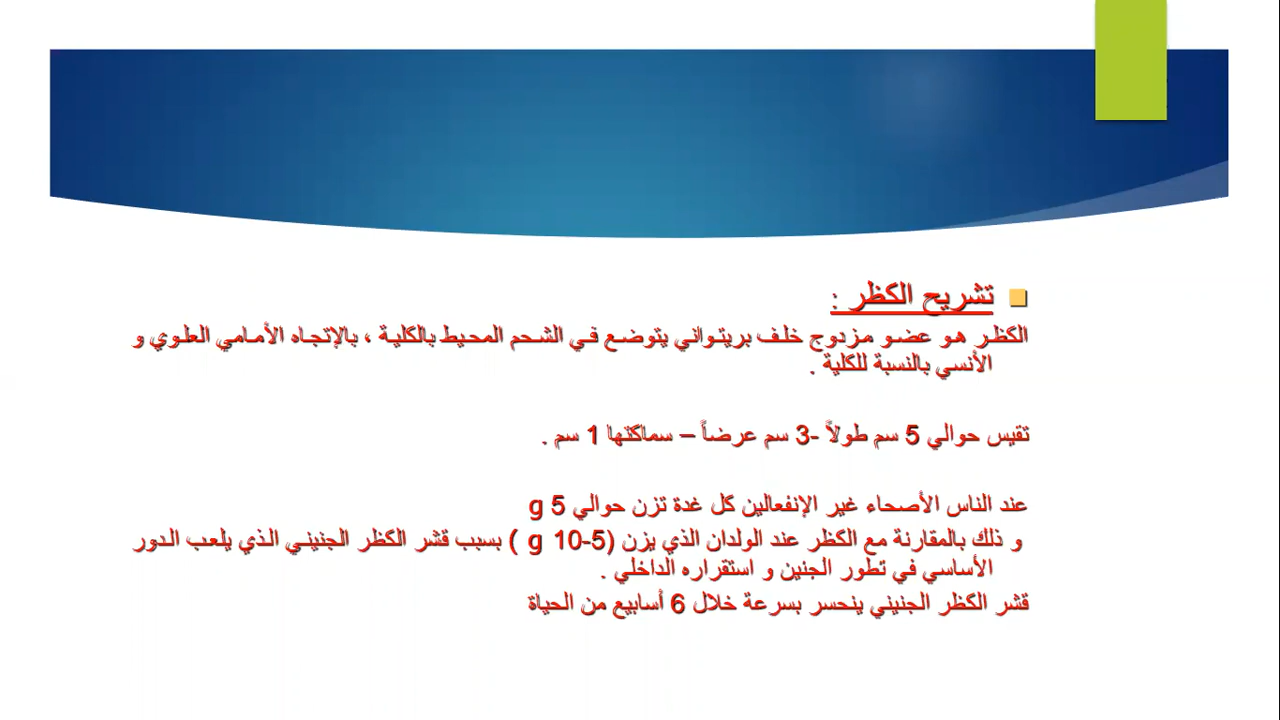 تشريح الكظر :
الكظر هو عضو مزدوج خلف بريتواني يتوضع في الشحم المحيط بالكلية ، بالإتجاه الأمامي العلوي و
الأنسي بالنسبة للكلية .
تقيس حوالي 5 سم طولاً -3 سم عرضاً – سماكتها 1 سم .
عند الناس الأصحاء غير الإنفعالين كل غدة تزن حوالي 5 g
و ذلك بالمقارنة مع الكظر عند الولدان الذي يزن (5-10 g ) بسبب قشر الكظر الجنيني الذي يلعب الدور
الأساسي في تطور الجنين و استقراره الداخلي .
قشر الكظر الجنيني ينحسر بسرعة خلال 6 أسابيع من الحياة